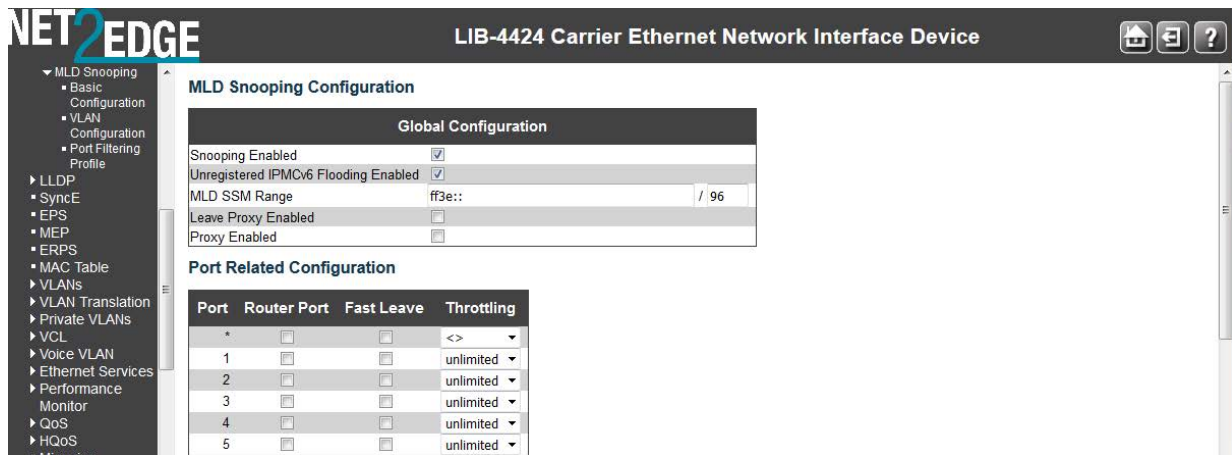 NET2EDGE
LIB-4424 Carrier Ethernet Network Interface Device
?
MLD Snooping
Basic
Configuration
VLAN
Configuration
Port Filtering
Profile
LLDP
SyncE
EPS
MEP
ERPS
MAC Table
VLANs
VLAN Translation
Private VLANs
VCL
Voice VLAN
Ethernet Services
Performance
Monitor
QoS
HQoS
MLD Snooping Configuration
Global Configuration
Snooping Enabled
Unregistered IPMCv6 Flooding Enabled
MLD SSM Range ff3e:: / 96
Leave Proxy Enabled
Proxy Enabled
Port Related Configuration
Port Router Port Fast Leave Throttling
* <>
1 unlimited
2 unlimited
3 unlimited
4 unlimited
5 unlimited